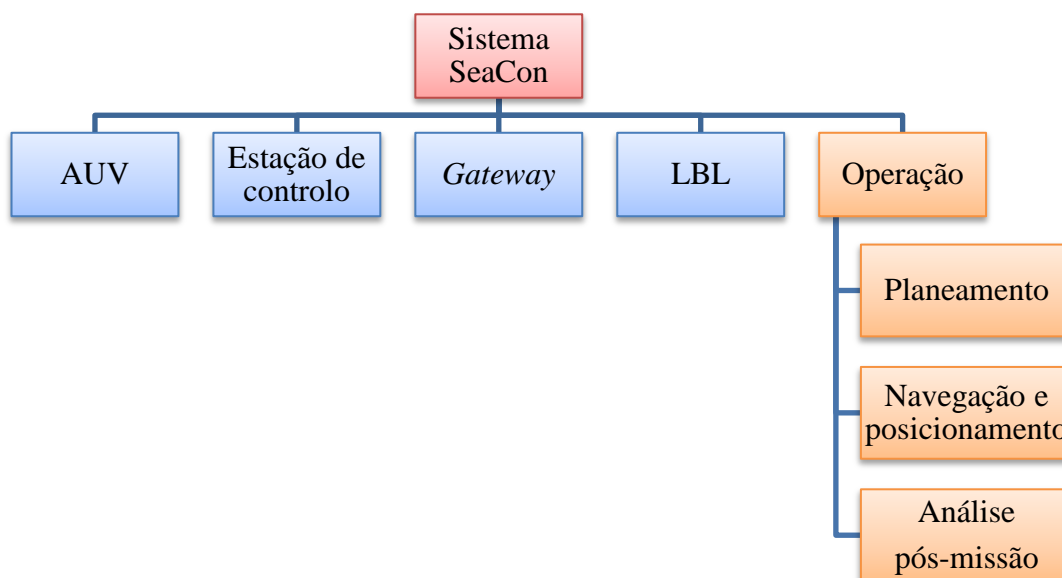 Sistema
SeaCon
AUV
Estação de
controlo
Gateway
LBL
Operação
Planeamento
Navegação e
posicionamento
Análise
pós-missão